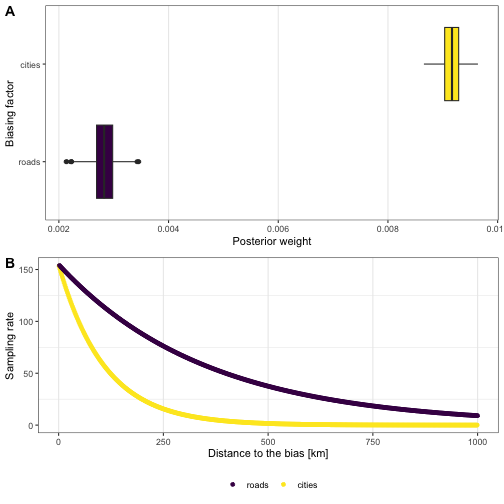 A
Biasing factor
cities
roads
0.002 0.004 0.006 0.008 0.01
Posterior weight
B
Sampling rate
150
100
50
0
0 250 500 750 1000
Distance to the bias [km]
roads cities